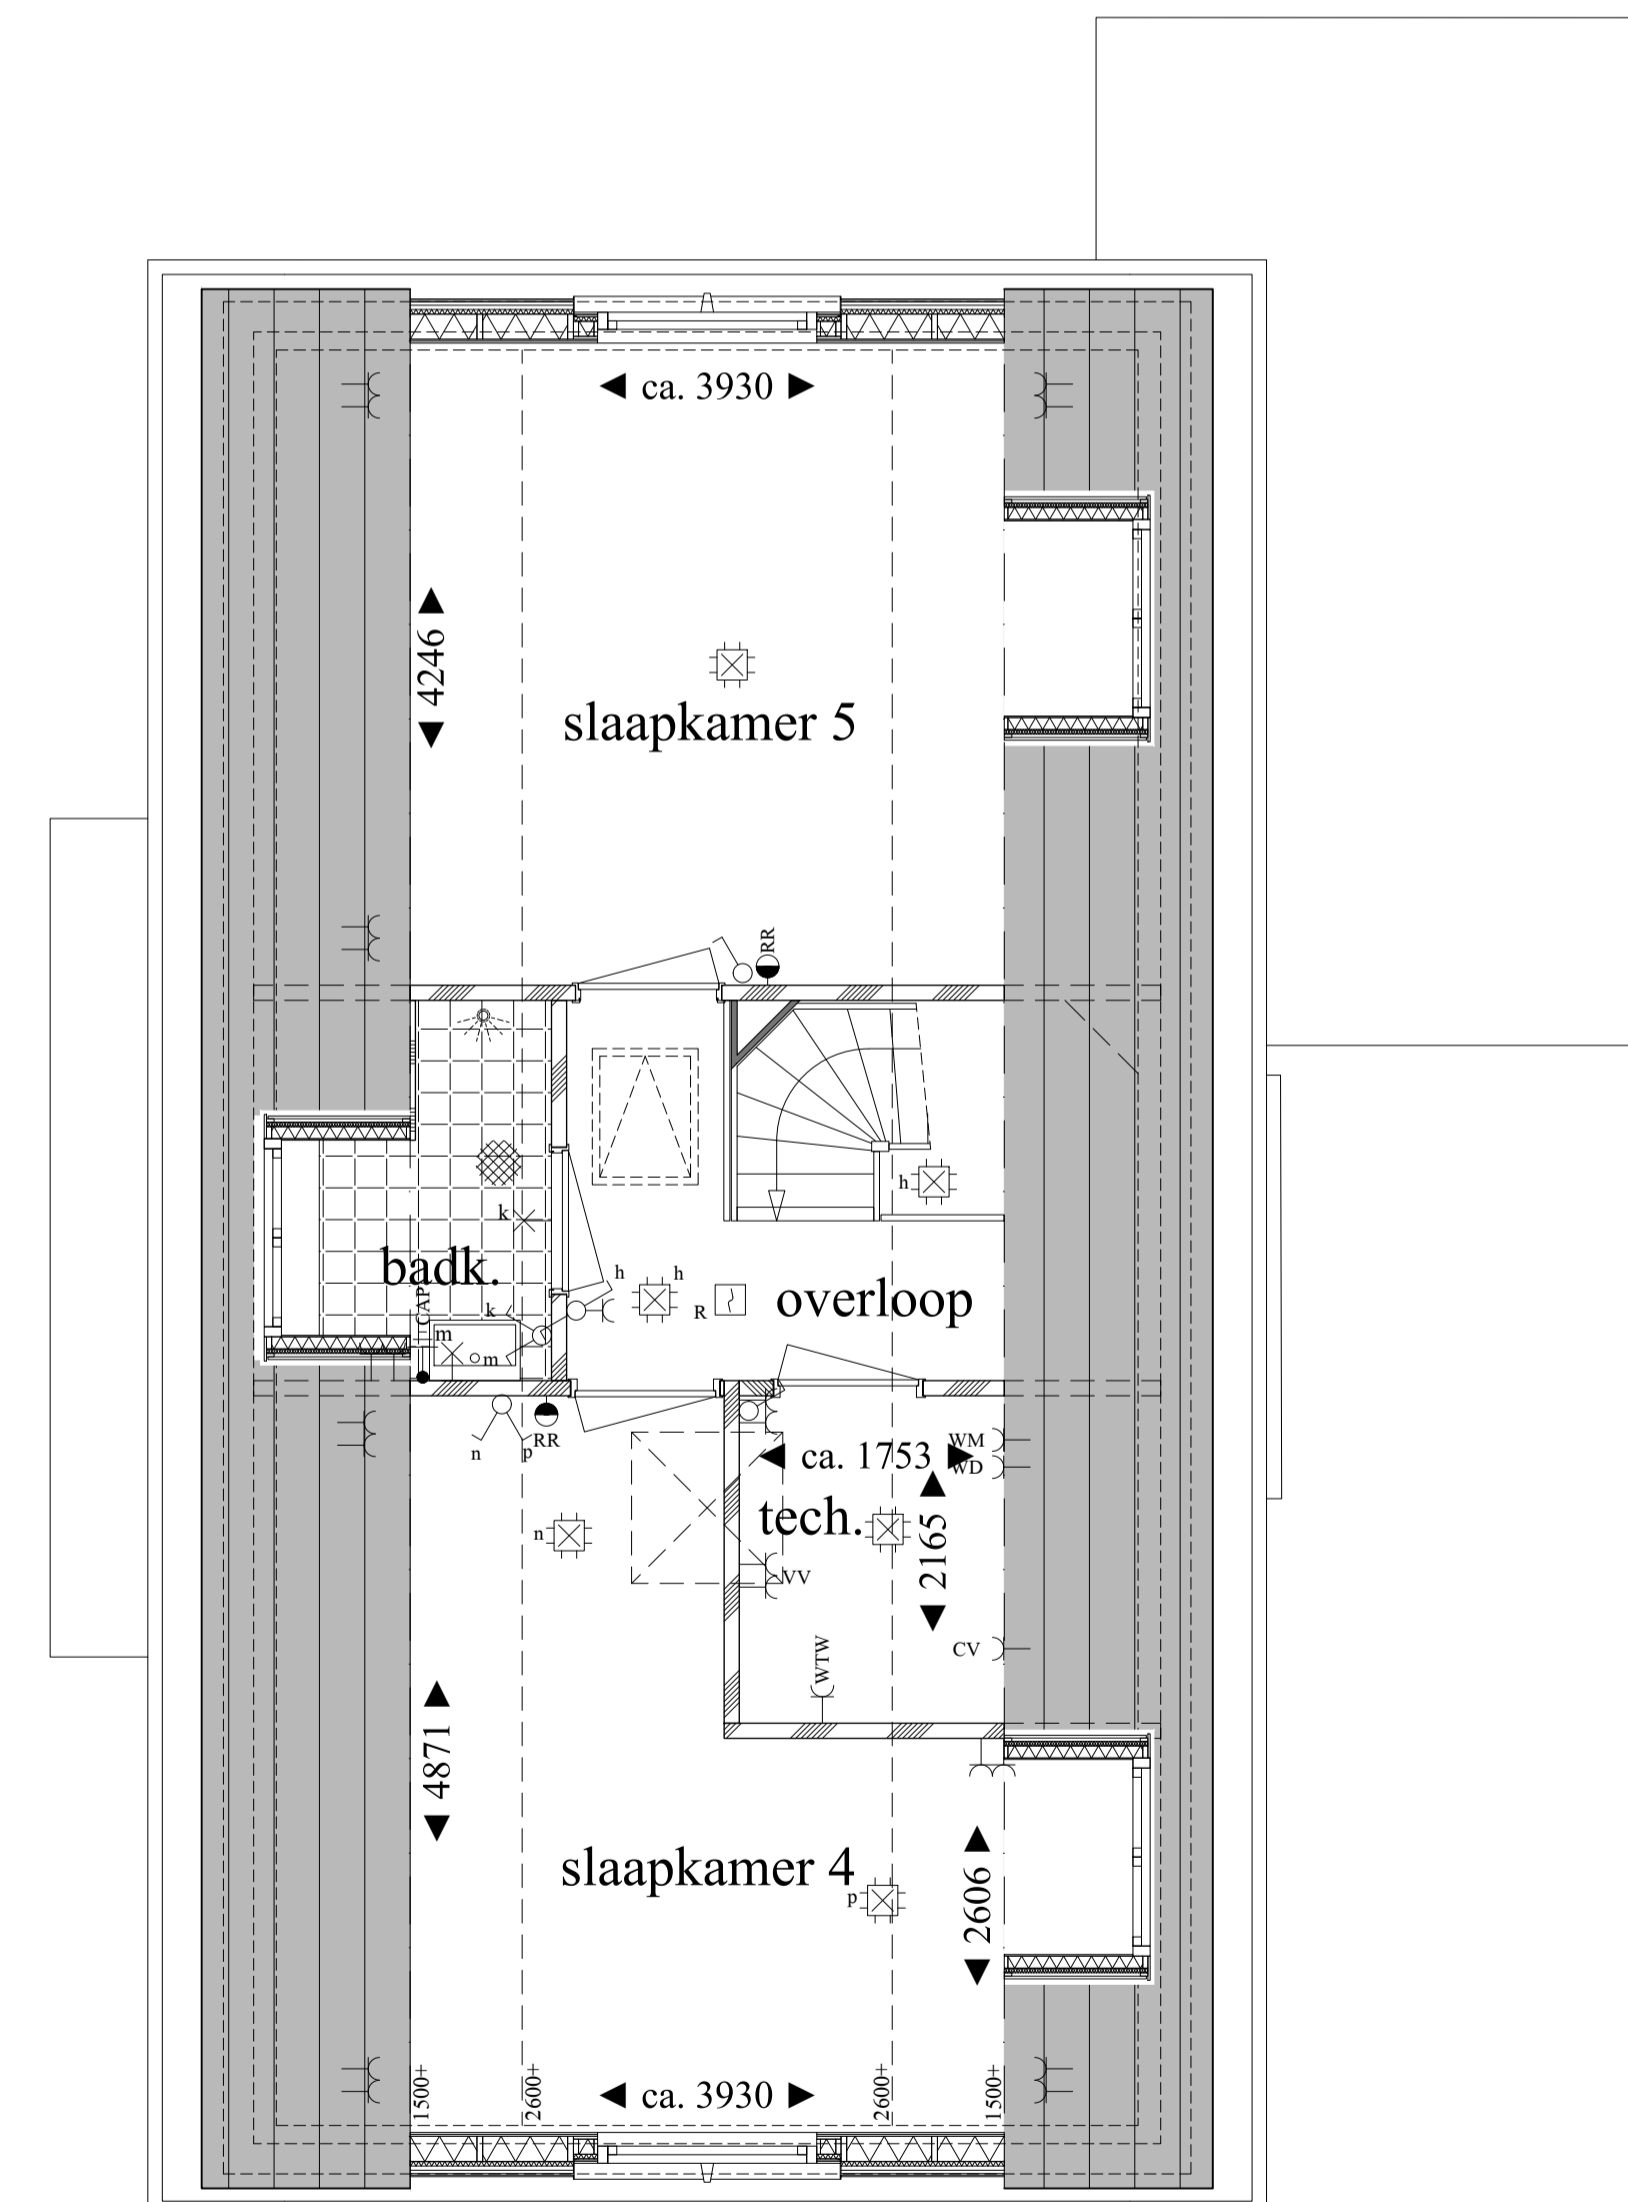 ◄ ca. 3930 ►
◄ 4246 ►
slaapkamer 5
RR
h
k
badk.
h
h
CAP
k
R
overloop
m
m
n
p
RR
WM
◄ ca. 1753 ►
WD
tech.
n
◄ 2165 ►
VV
WTW
CV
◄ 4871 ►
slaapkamer 4
p
◄ 2606 ►
1500+
2600+
◄ ca. 3930 ►
2600+
1500+